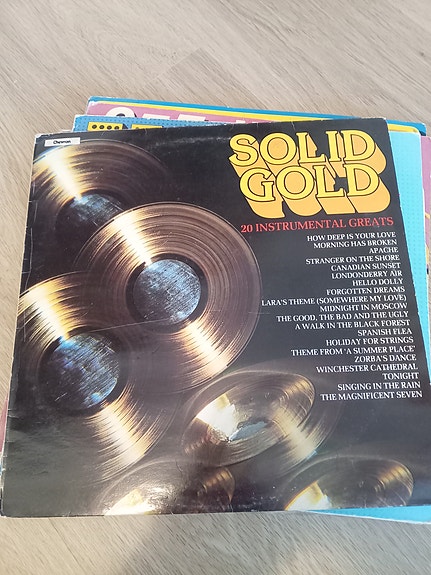 Chevron
SOLID
GOLD
20 INSTRUMENTAL GREATS
HOW DEEP IS YOUR LOVE
MORNING HAS BROKEN
APACHE
STRANGER ON THE SHORE
CANADIAN SUNSET
LONDONDERRY AIR
HELLO DOLLY
FORGOTTEN DREAMS
LARA'S THEME (SOMEWHERE MY LOVE)
MIDNIGHT IN MOSCOW
THE GOOD, THE BAD AND THE UGLY
A WALK IN THE BLACK FOREST
SPANISH FLEA
HOLIDAY FOR STRINGS
THEME FROM 'A SUMMER PLACE'
ZORBA'S DANCE
WINCHESTER CATHEDRAL
TONIGHT
SINGING IN THE RAIN
THE MAGNIFICENT SEVEN